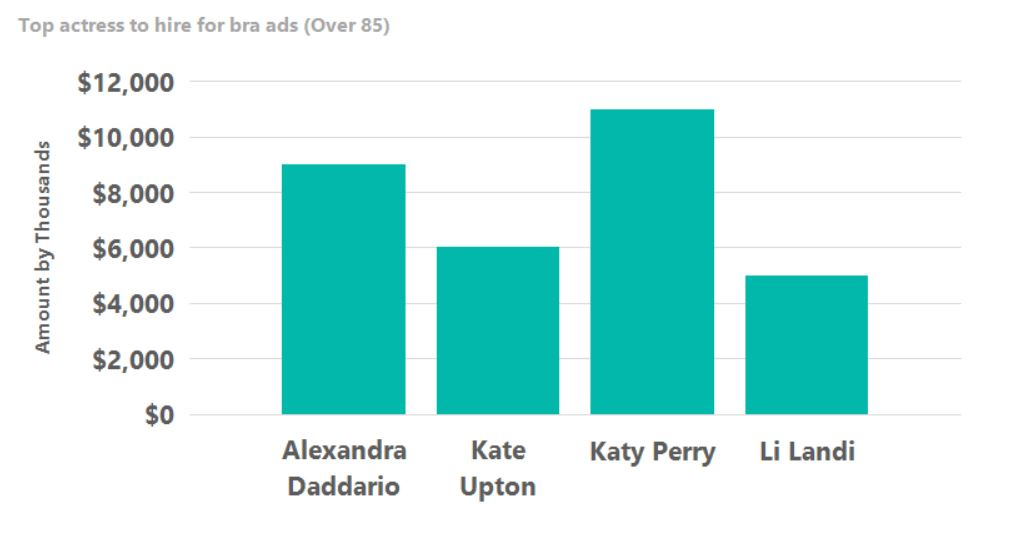 Top actress to hire for bra ads (Over 85)
Amount by Thousands
$12,000
$10,000
$8,000
$6,000
$4,000
$2,000
$0
Alexandra
Daddario
Kate
Upton
Katy Perry
Li Landi